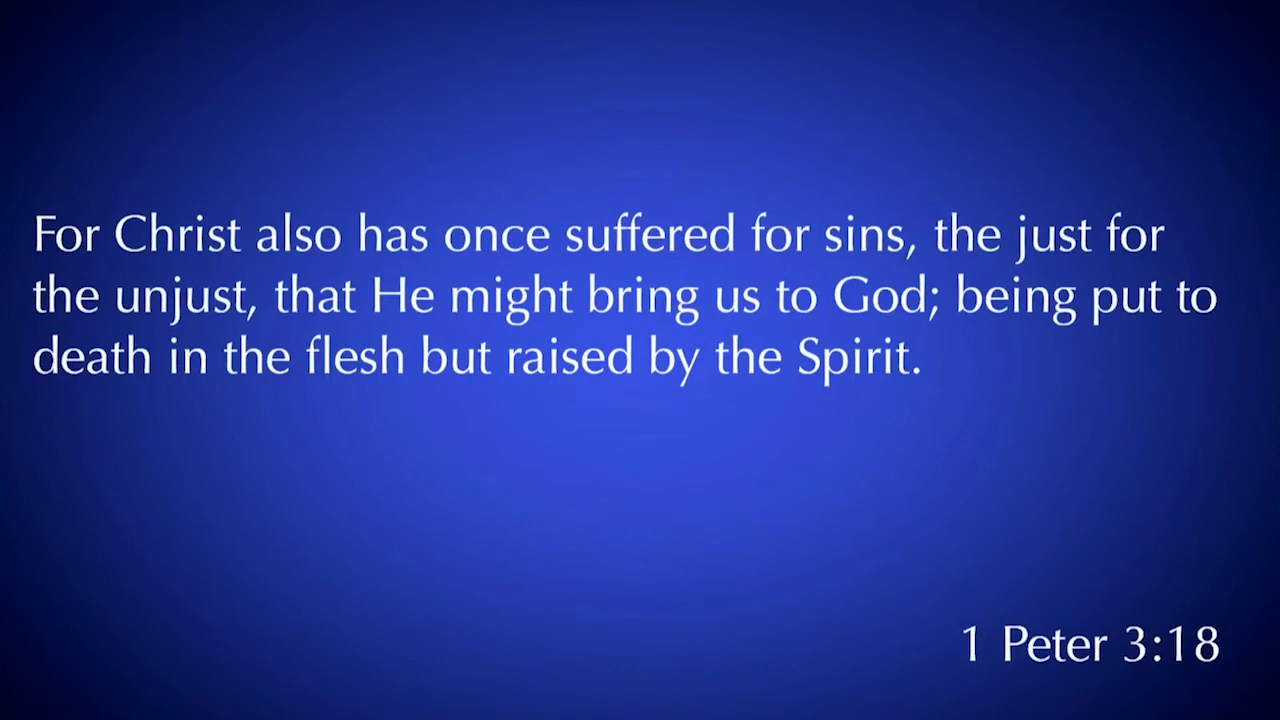 For Christ also has once suffered for sins, the just for
the unjust, that He might bring us to God; being put to
death in the flesh but raised by the Spirit.
1 Peter 3:18